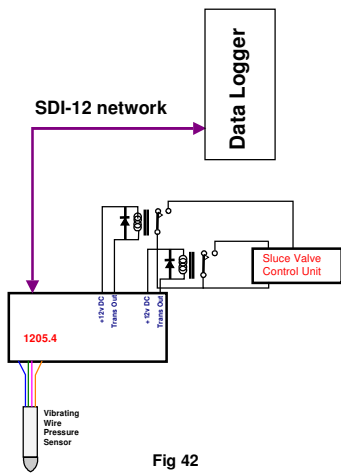 Data Logger
SDI-12 network
Sluce Valve
Control Unit
+12v DC
Trans Out
+12v DC
Trans Out
1205.4
Vibrating
Wire
Pressure
Sensor
Fig 42